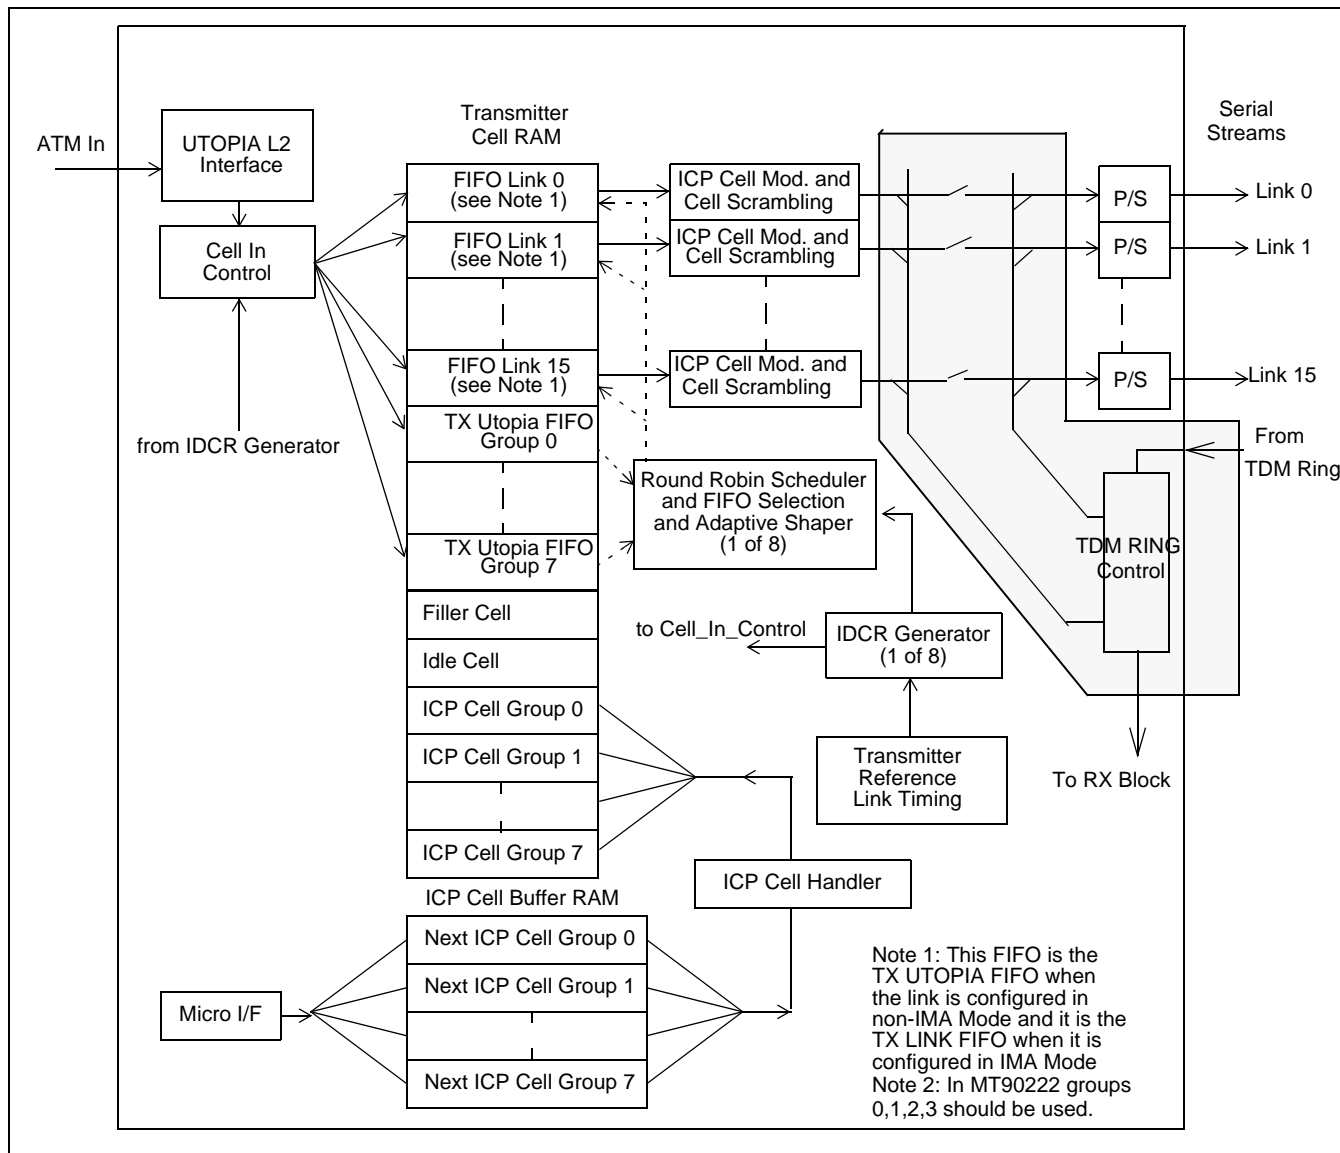 Transmitter
Cell RAM
Serial
Streams
ATM In
UTOPIA L2
Interface
FIFO Link 0
(see Note 1)
ICP Cell Mod. and
Cell Scrambling
P/S
Link 0
Cell In
Control
FIFO Link 1
(see Note 1)
ICP Cell Mod. and
Cell Scrambling
P/S
Link 1
FIFO Link 15
(see Note 1)
ICP Cell Mod. and
Cell Scrambling
P/S
Link 15
from IDCR Generator
TX Utopia FIFO
Group 0
From
TDM Ring
Round Robin Scheduler
and FIFO Selection
and Adaptive Shaper
(1 of 8)
TX Utopia FIFO
Group 7
TDM RING
Control
Filler Cell
to Cell_In_Control
IDCR Generator
(1 of 8)
Idle Cell
ICP Cell Group 0
ICP Cell Group 1
Transmitter
Reference
Link Timing
To RX Block
ICP Cell Group 7
ICP Cell Handler
ICP Cell Buffer RAM
Next ICP Cell Group 0
Next ICP Cell Group 1
Micro I/F
Next ICP Cell Group 7
Note 1: This FIFO is the
TX UTOPIA FIFO when
the link is configured in
non-IMA Mode and it is the
TX LINK FIFO when it is
configured in IMA Mode
Note 2: In MT90222 groups
0,1,2,3 should be used.